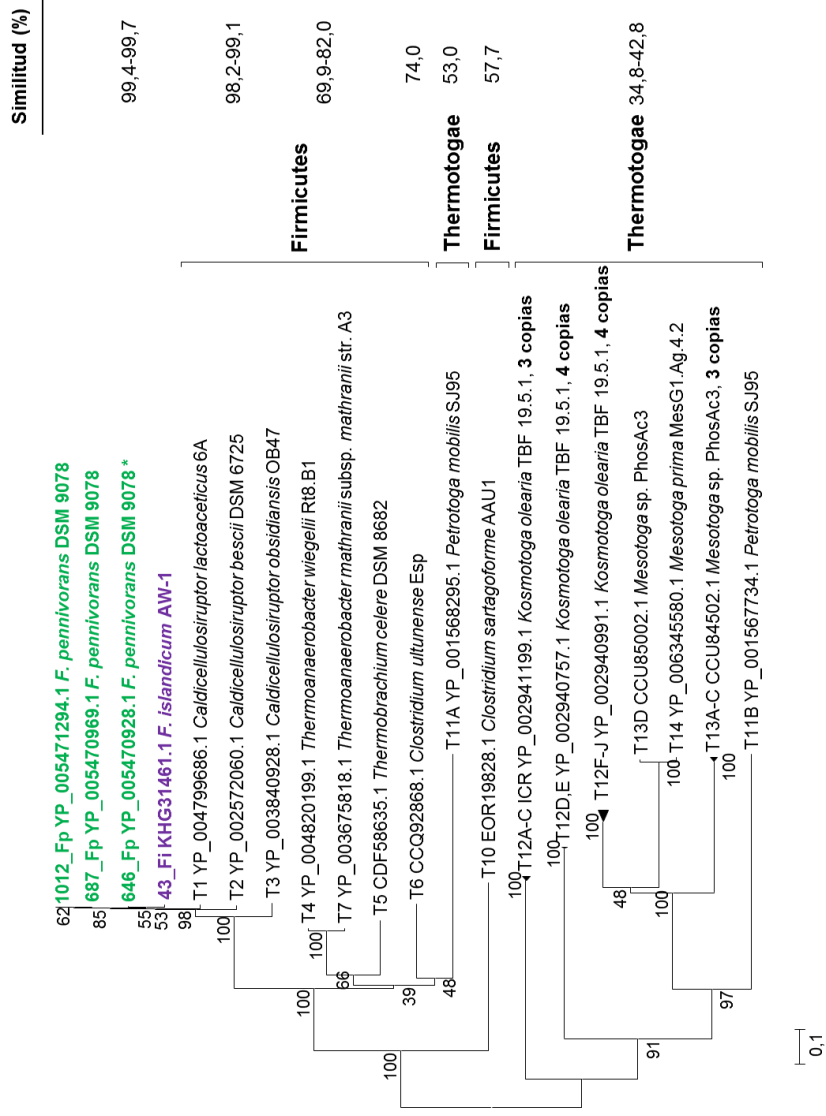 Similitud (%)
62 1012_Fp YP_005471294.1 F. pennivorans DSM 9078
85 687_Fp YP_005470969.1 F. pennivorans DSM 9078
55 646_Fp YP_005470928.1 F. pennivorans DSM 9078 * 99,4-99,7
53 43_Fi KHG31461.1 F. islandicum AW-1
98 T1 YP_004799686.1 Caldicellulosiruptor lactoaceticus 6A
100 T2 YP_002572060.1 Caldicellulosiruptor bescii DSM 6725 98,2-99,1
T3 YP_003840928.1 Caldicellulosiruptor obsidiansis OB47
Firmicutes
100 T4 YP_004820199.1 Thermoanaerobacter wiegelii Rt8.B1
100 T7 YP_003675818.1 Thermoanaerobacter mathranii subsp. mathranii str. A3 69,9-82,0
66 T5 CDF58635.1 Thermobrachium celere DSM 8682
39 T6 CCQ92868.1 Clostridium ultunense Esp 74,0
48 T11A YP_001568295.1 Petrotoga mobilis SJ95 Thermotogae 53,0
100 T10 EOR19828.1 Clostridium sartagoforme AAU1 Firmicutes 57,7
100 T12A-C ICR YP_002941199.1 Kosmotoga olearia TBF 19.5.1, 3 copias
100 T12D,E YP_002940757.1 Kosmotoga olearia TBF 19.5.1, 4 copias
100 T12F-J YP_002940991.1 Kosmotoga olearia TBF 19.5.1, 4 copias
48 T13D CCU85002.1 Mesotoga sp. PhosAc3 Thermotogae 34,8-42,8
100 T14 YP_006345580.1 Mesotoga prima MesG1.Ag.4.2
100
100 T13A-C CCU84502.1 Mesotoga sp. PhosAc3, 3 copias
T11B YP_001567734.1 Petrotoga mobilis SJ95
91
97
0,1